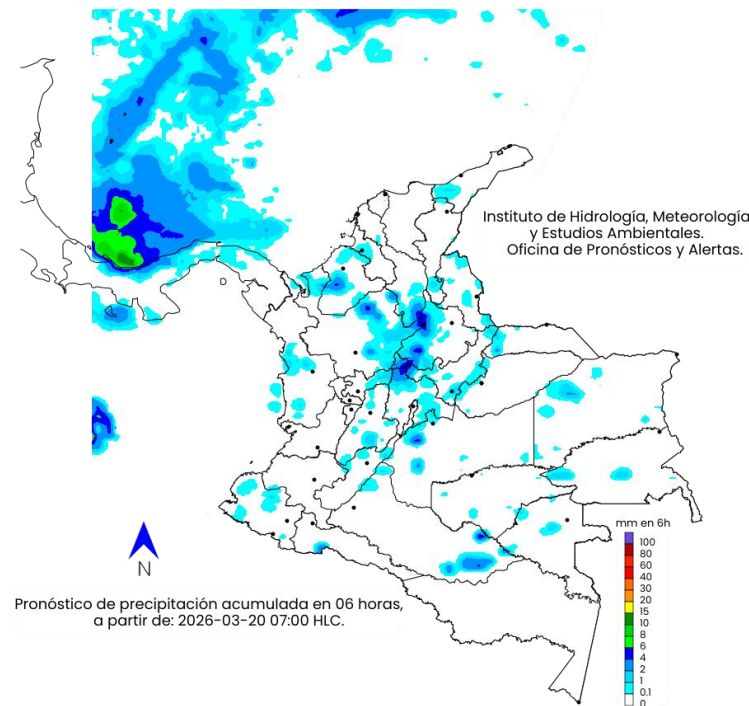 Instituto de Hidrología, Meteorología
y Estudios Ambientales.
Oficina de Pronósticos y Alertas.
mm en 6h
100
80
60
40
30
20
15
10
8
6
4
2
1
0.1
0
N
Pronóstico de precipitación acumulada en 06 horas,
a partir de: 2026-03-20 07:00 HLC.